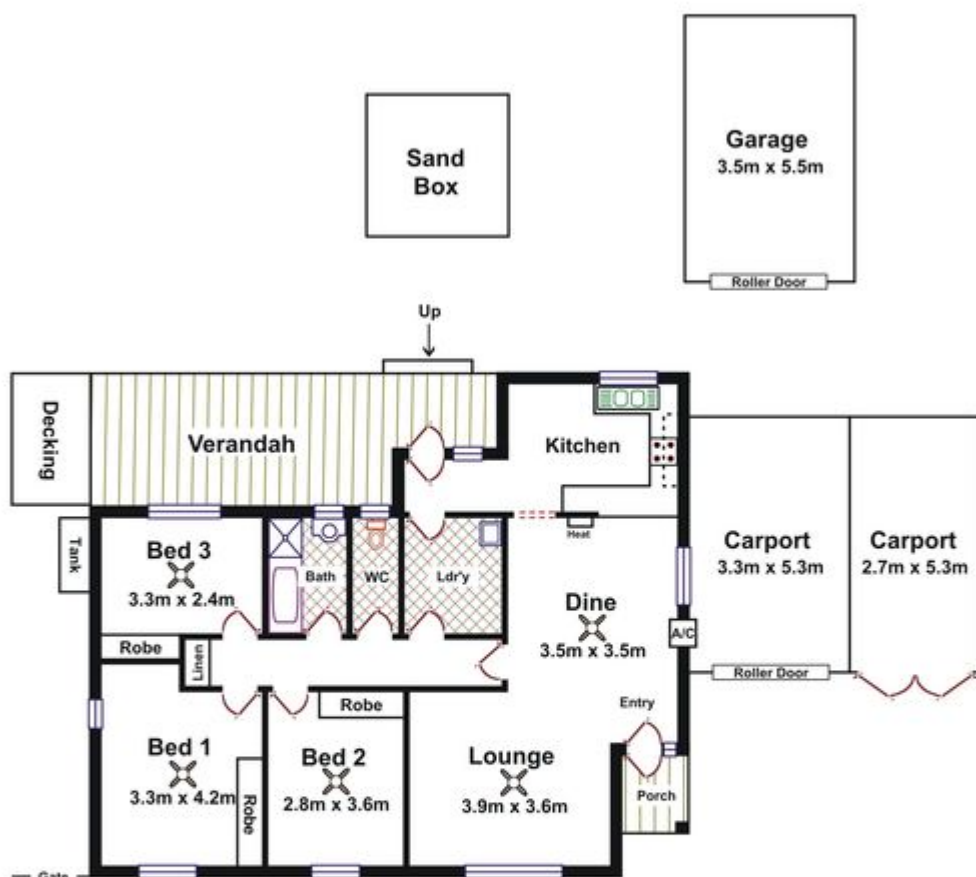 Garage
3.5m x 5.5m
Sand
Box
Roller Door
Up
Decking
Verandah
Kitchen
Heat
Tank
Bed 3
3.3m x 2.4m
Bath
WC
Ldr'y
Carport
3.3m x 5.3m
Carport
2.7m x 5.3m
Dine
3.5m x 3.5m
A/C
Robe
Linen
Roller Door
Robe
Entry
Bed 1
3.3m x 4.2m
Robe
Bed 2
2.8m x 3.6m
Lounge
3.9m x 3.6m
Porch
Gate